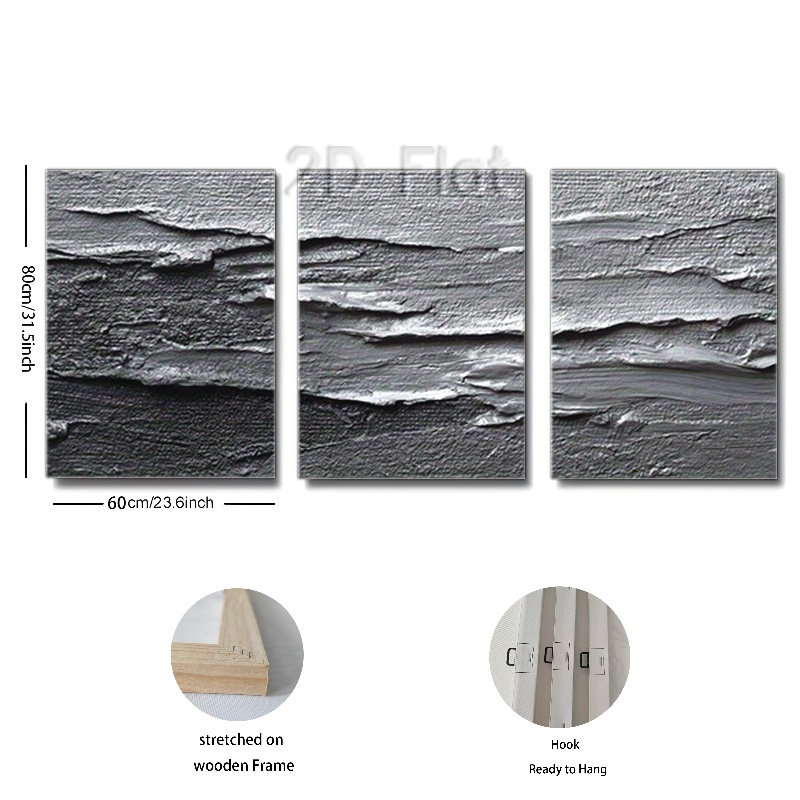 2D Flat
80cm/31.5inch
60cm/23.6inch
stretched on
wooden Frame
Hook
Ready to Hang